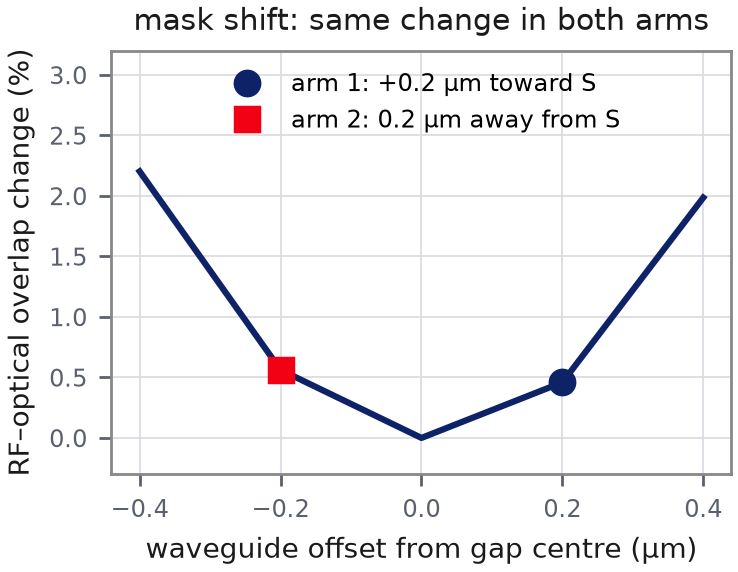 mask shift: same change in both arms
arm 1: +0.2 µm toward S
arm 2: 0.2 µm away from S
RF–optical overlap change (%)
3.0
2.5
2.0
1.5
1.0
0.5
0.0
−0.4
−0.2
0.0
0.2
0.4
waveguide offset from gap centre (µm)